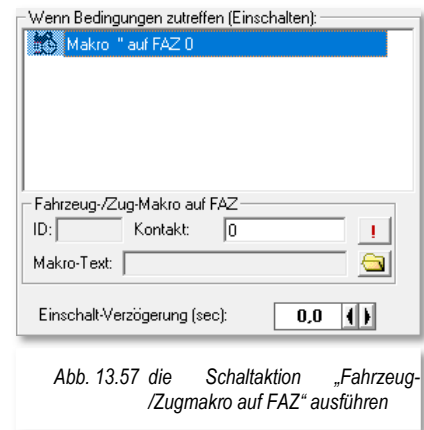 Wenn Bedingungen zutreffen (Einschalten):
Makro '' auf FAZ 0
Fahrzeug-/Zug-Makro auf FAZ
ID: Kontakt: 0 !
Makro-Text:
Einschalt-Verzögerung (sec): 0,0
Abb. 13.57 die Schaltaktion „Fahrzeug-
/Zugmakro auf FAZ“ ausführen